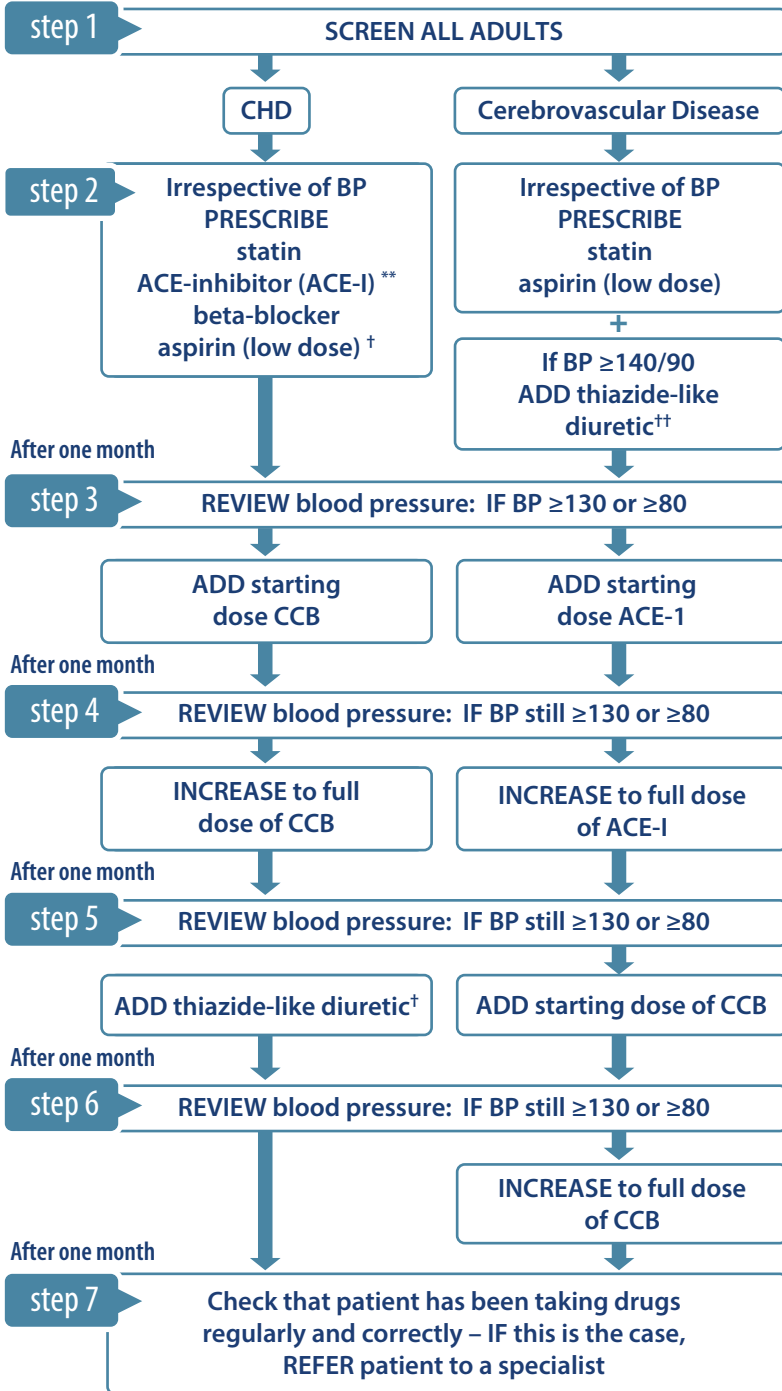 step 1
SCREEN ALL ADULTS
CHD
Cerebrovascular Disease
step 2
Irrespective of BP
PRESCRIBE
statin
ACE-inhibitor (ACE-I) **
beta-blocker
aspirin (low dose) †
Irrespective of BP
PRESCRIBE
statin
aspirin (low dose)
+
If BP ≥140/90
ADD thiazide-like
diuretic††
After one month
step 3
REVIEW blood pressure: IF BP ≥130 or ≥80
ADD starting
dose CCB
ADD starting
dose ACE-1
After one month
step 4
REVIEW blood pressure: IF BP still ≥130 or ≥80
INCREASE to full
dose of CCB
INCREASE to full dose
of ACE-I
After one month
step 5
REVIEW blood pressure: IF BP still ≥130 or ≥80
ADD thiazide-like diuretic†
ADD starting dose of CCB
After one month
step 6
REVIEW blood pressure: IF BP still ≥130 or ≥80
INCREASE to full dose
of CCB
After one month
step 7
Check that patient has been taking drugs
regularly and correctly – IF this is the case,
REFER patient to a specialist